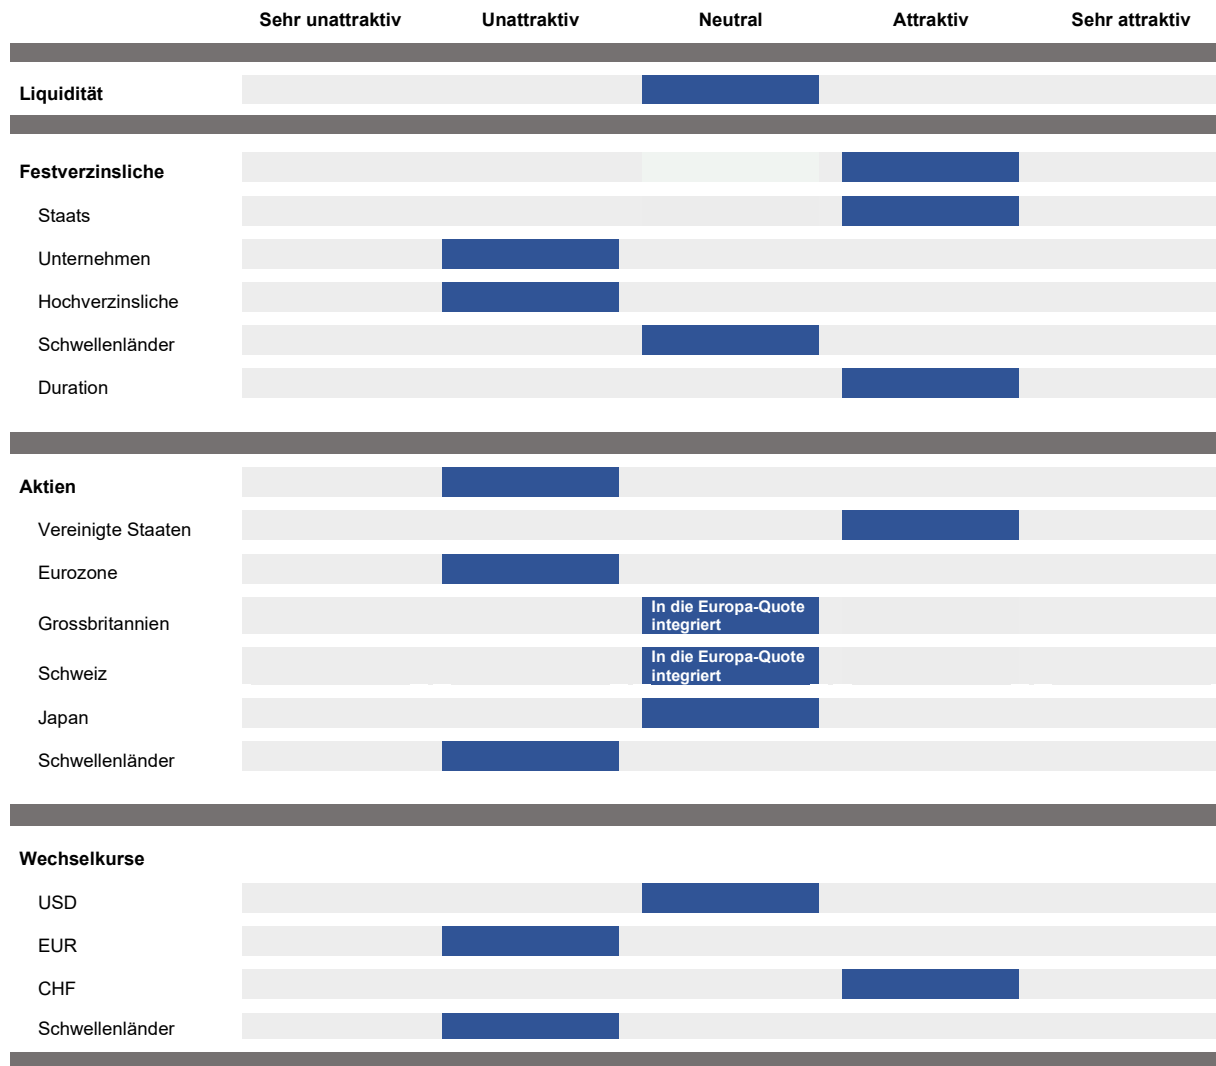 Sehr unattraktiv Unattraktiv Neutral Attraktiv Sehr attraktiv
Liquidität
Festverzinsliche
Staats
Unternehmen
Hochverzinsliche
Schwellenländer
Duration
Aktien
Vereinigte Staaten
Eurozone
Grossbritannien
In die Europa-Quote
integriert
Schweiz
In die Europa-Quote
integriert
Japan
Schwellenländer
Wechselkurse
USD
EUR
CHF
Schwellenländer